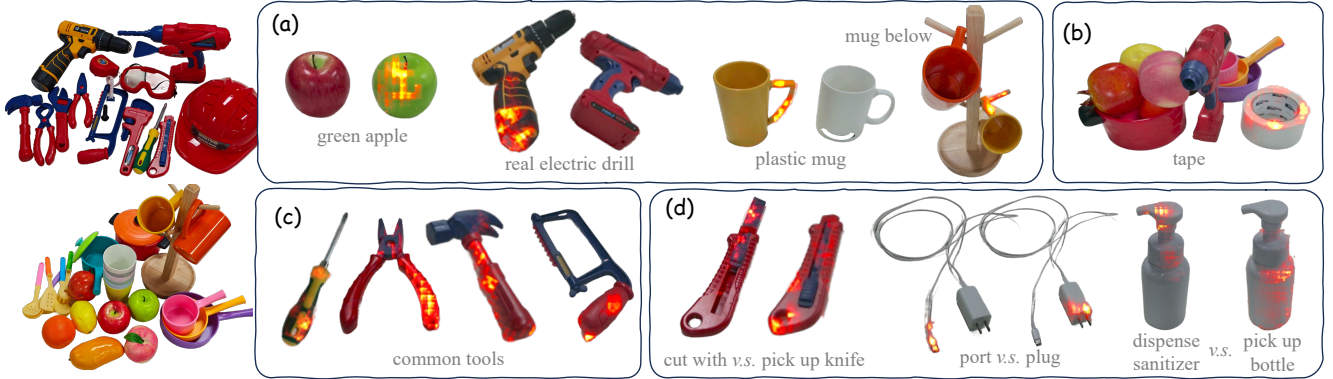 (a)
green apple
real electric drill
plastic mug
mug below
(b)
tape
(c)
common tools
(d)
cut with v.s. pick up knife
port v.s. plug
dispense
sanitizer
v.s.
pick up
bottle